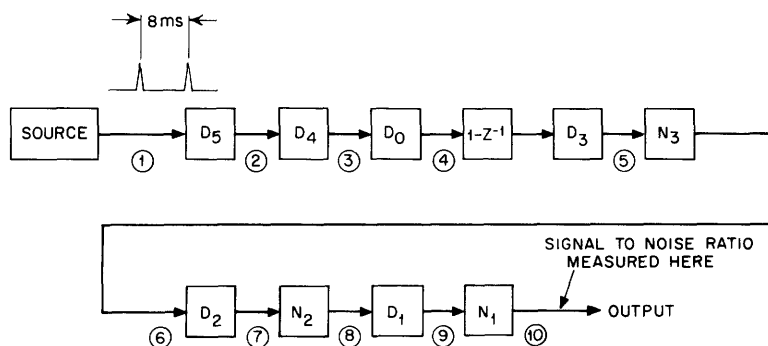 8ms
SOURCE
D5
D4
D0
1-Z-1
D3
N3
①
②
③
④
⑤
SIGNAL TO NOISE RATIO
MEASURED HERE
D2
N2
D1
N1
OUTPUT
⑥
⑦
⑧
⑨
⑩